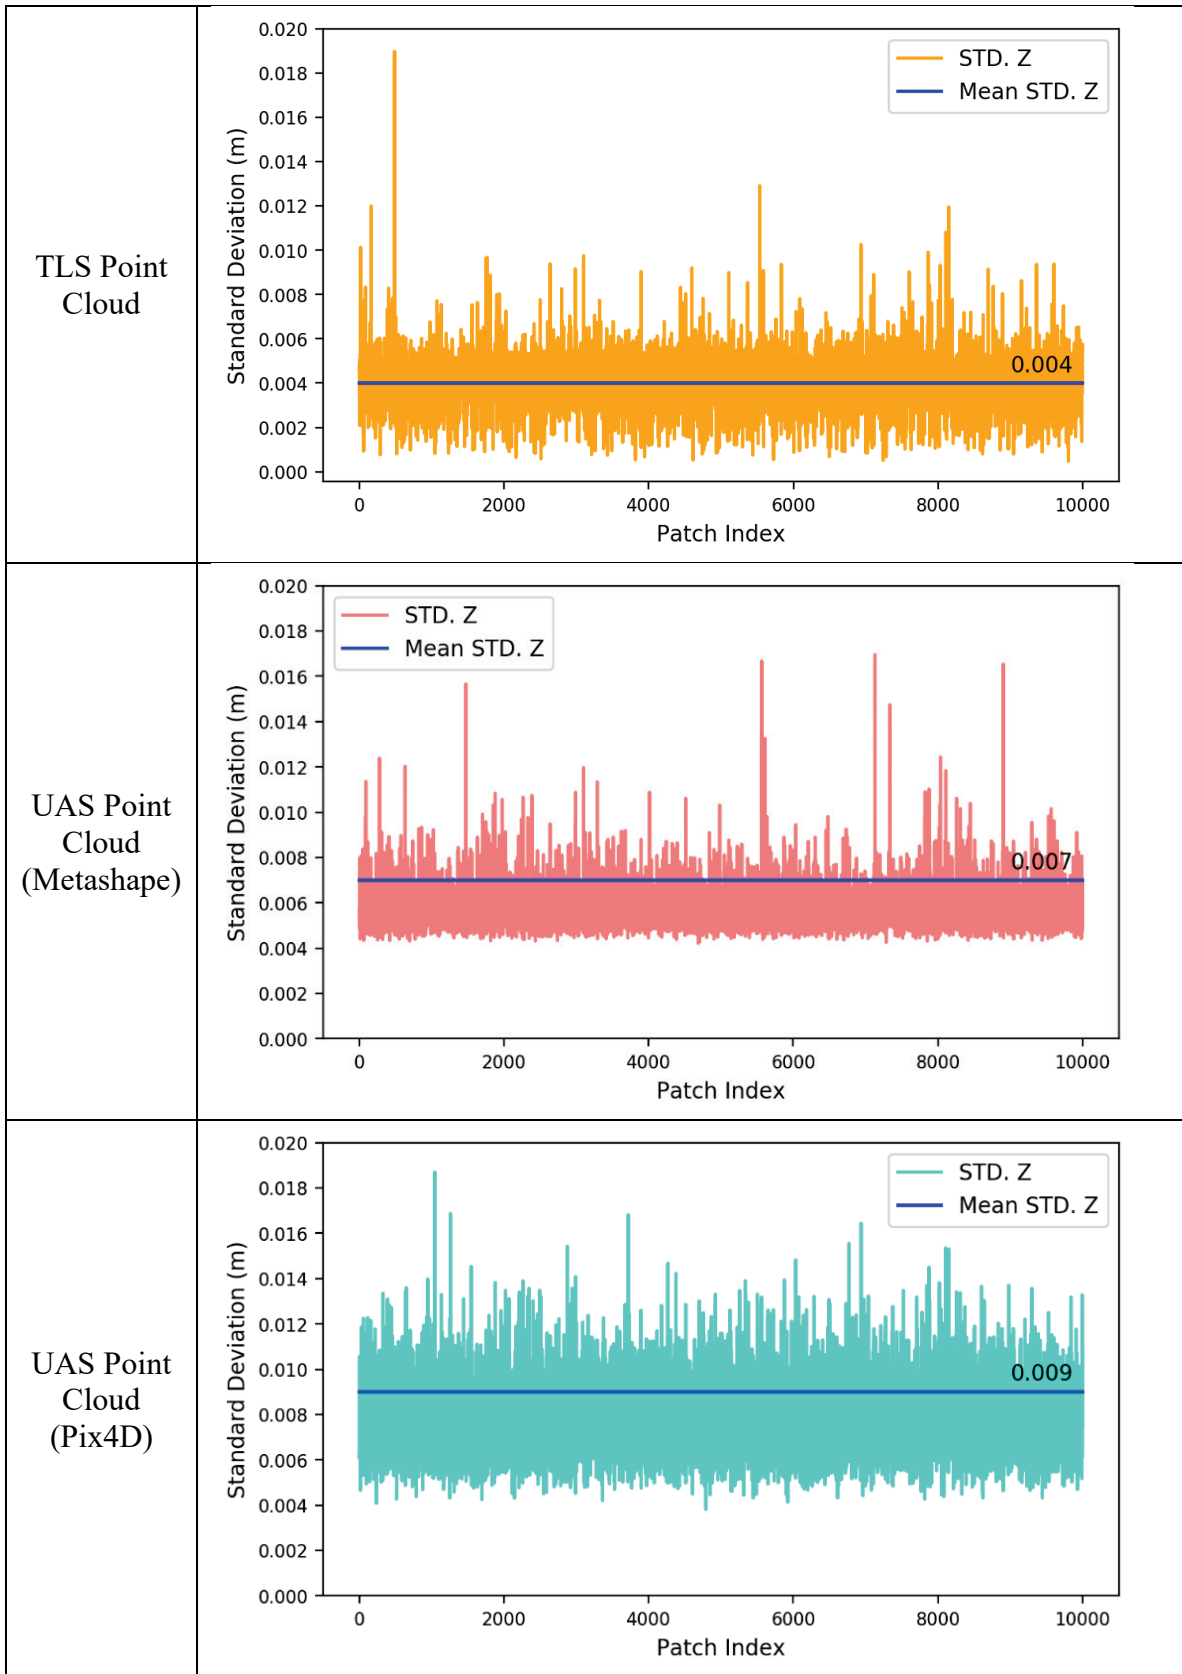 TLS Point
Cloud
0.020
0.018
0.016
0.014
0.012
0.010
0.008
0.006
0.004
0.002
0.000
Standard Deviation (m)
STD. Z
Mean STD. Z
0.004
0
2000
4000
6000
8000
10000
Patch Index
UAS Point
Cloud
(Metashape)
0.020
0.018
0.016
0.014
0.012
0.010
0.008
0.006
0.004
0.002
0.000
Standard Deviation (m)
STD. Z
Mean STD. Z
0.007
0
2000
4000
6000
8000
10000
Patch Index
UAS Point
Cloud
(Pix4D)
0.020
0.018
0.016
0.014
0.012
0.010
0.008
0.006
0.004
0.002
0.000
Standard Deviation (m)
STD. Z
Mean STD. Z
0.009
0
2000
4000
6000
8000
10000
Patch Index